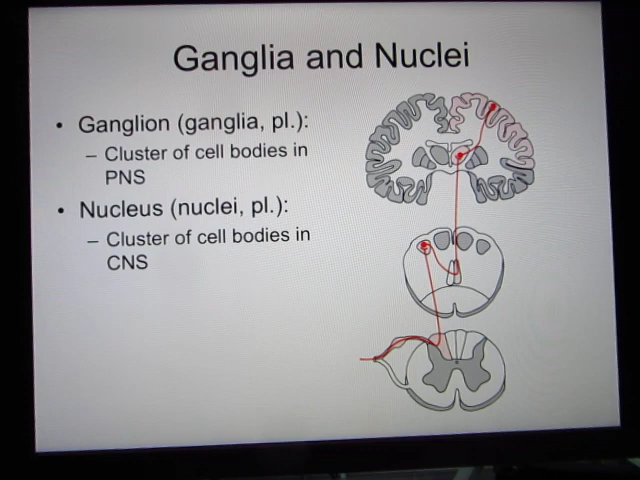 Ganglia and Nuclei
• Ganglion (ganglia, pl.):
– Cluster of cell bodies in
PNS
• Nucleus (nuclei, pl.):
– Cluster of cell bodies in
CNS